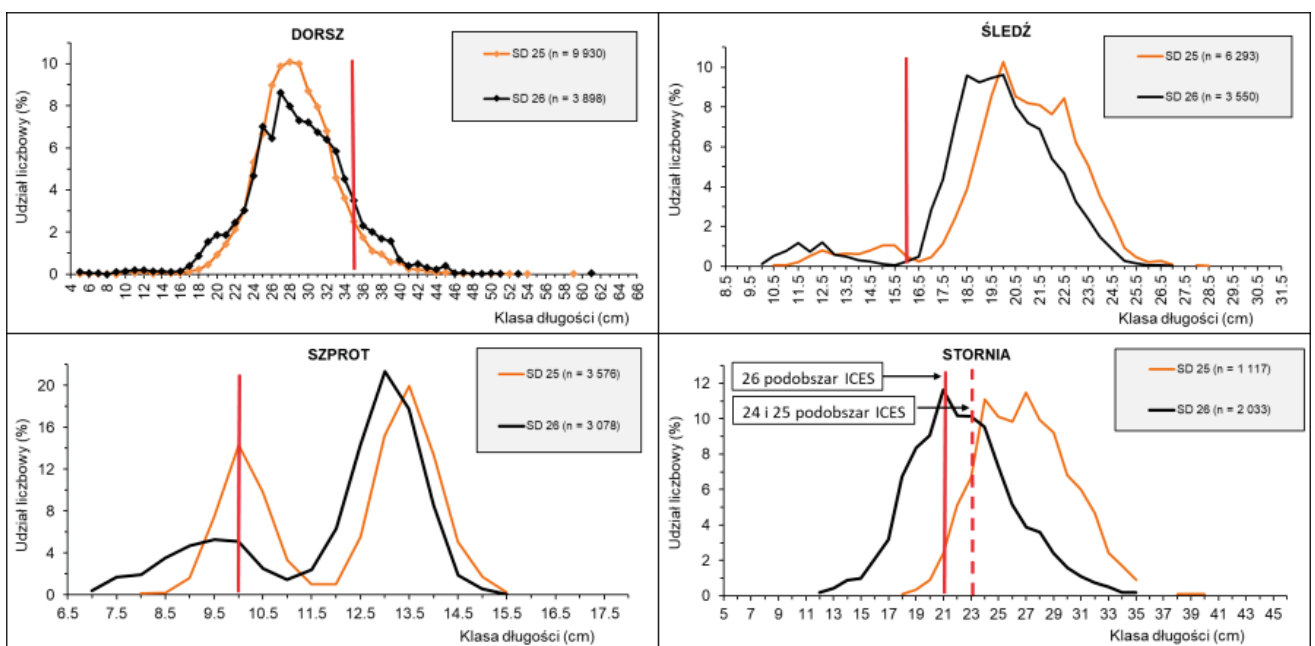 DORSZ
Udział liczbowy (%)
10
8
6
4
2
0
SD 25 (n = 9 930)
SD 26 (n = 3 898)
4 6 8 10 12 14 16 18 20 22 24 26 28 30 32 34 36 38 40 42 44 46 48 50 52 54 56 58 60 62 64 66
Klasa długości (cm)
ŚLEDŹ
Udział liczbowy (%)
10
8
6
4
2
0
SD 25 (n = 6 293)
SD 26 (n = 3 550)
8.5 9.5 10.5 11.5 12.5 13.5 14.5 15.5 16.5 17.5 18.5 19.5 20.5 21.5 22.5 23.5 24.5 25.5 26.5 27.5 28.5 29.5 30.5 31.5
Klasa długości (cm)
SZPROT
Udział liczbowy (%)
20
16
12
8
4
0
SD 25 (n = 3 576)
SD 26 (n = 3 078)
6.5 7.5 8.5 9.5 10.5 11.5 12.5 13.5 14.5 15.5 16.5 17.5
Klasa długości (cm)
STORNIA
Udział liczbowy (%)
12
10
8
6
4
2
0
26 podobszar ICES
24 i 25 podobszar ICES
SD 25 (n = 1 117)
SD 26 (n = 2 033)
5 7 9 11 13 15 17 19 21 23 25 27 29 31 33 35 37 39 41 43 45
Klasa długości (cm)